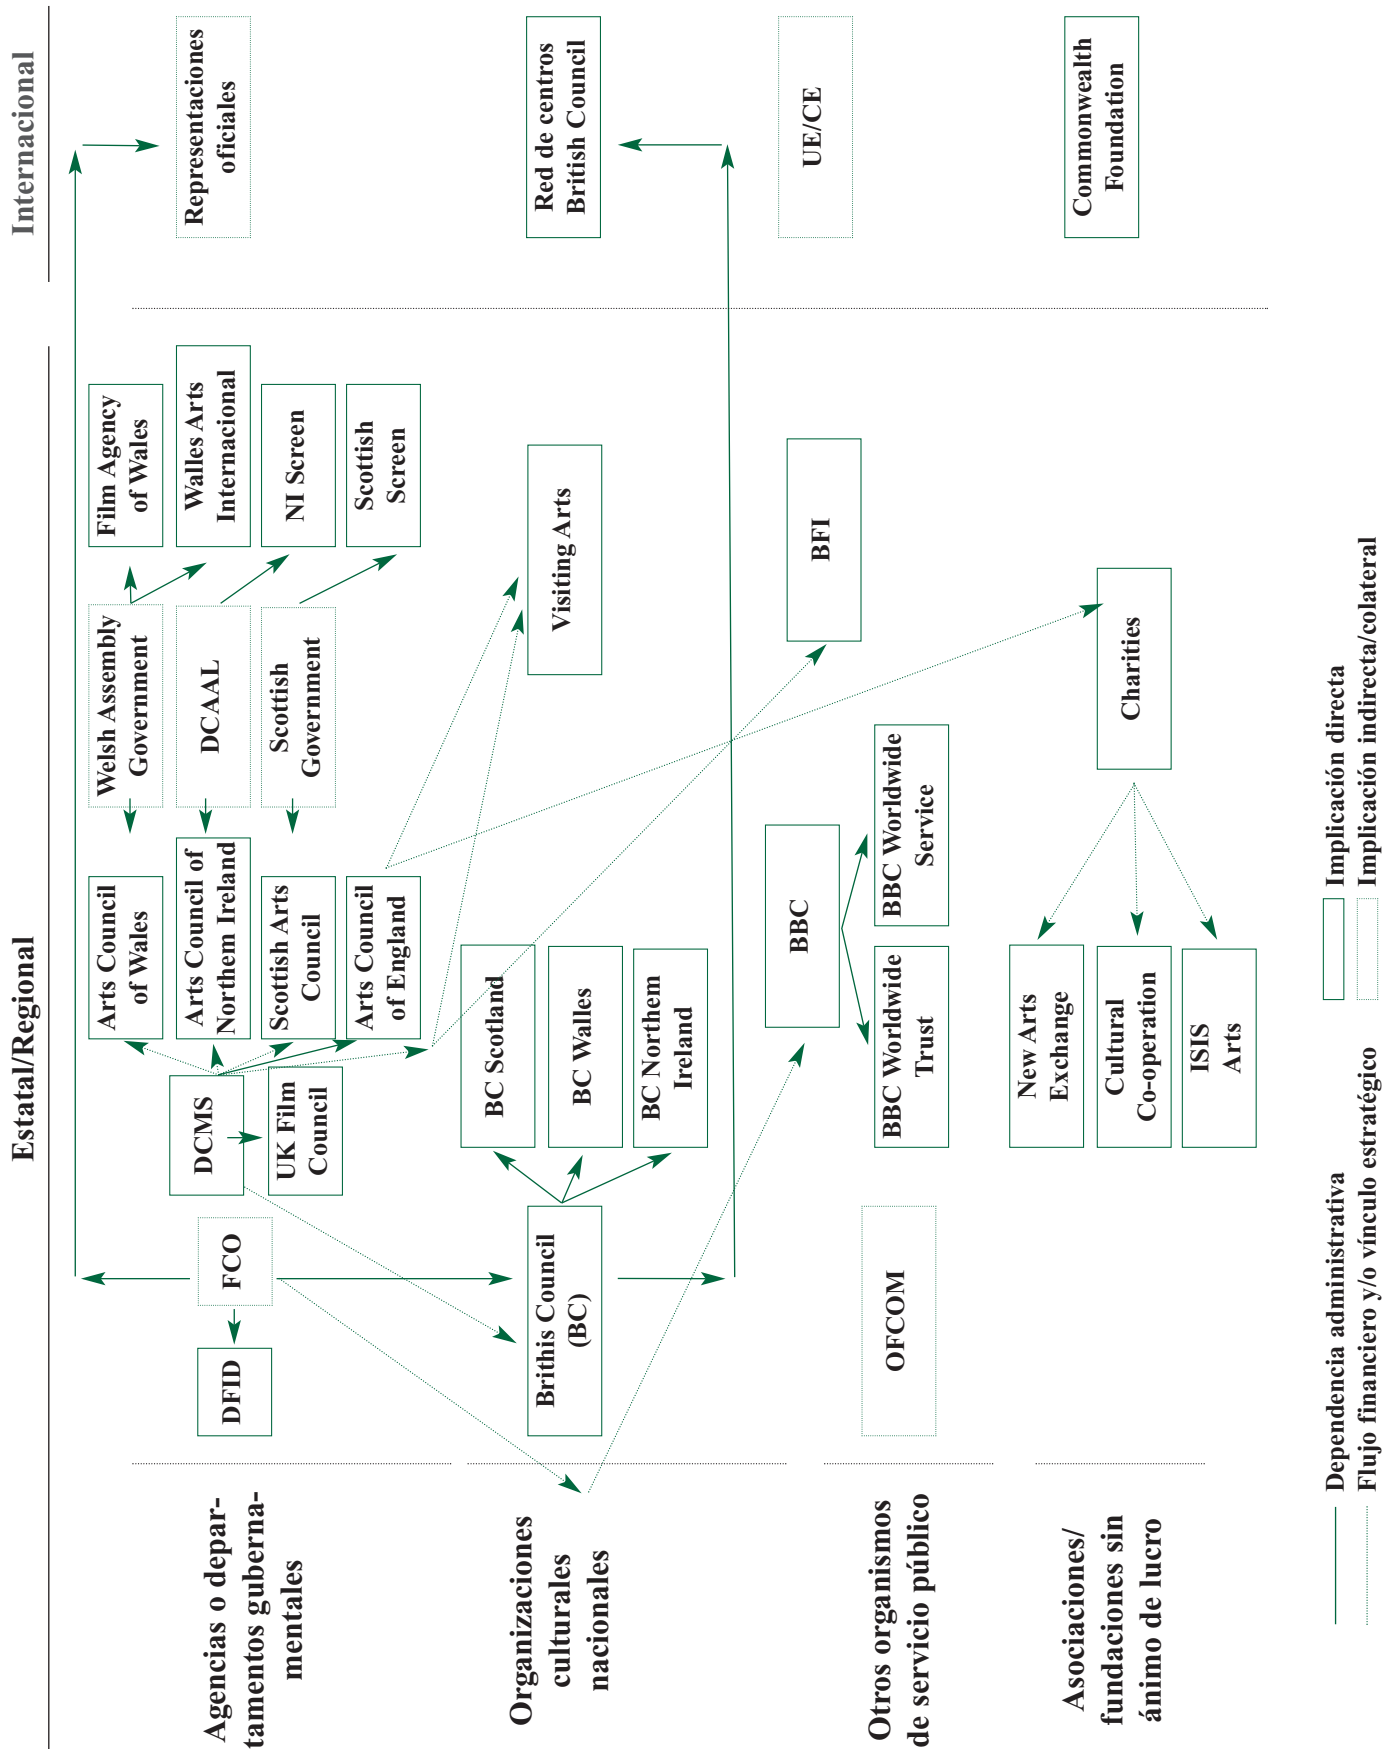 Estatal/Regional
Internacional
Agencias o depar-
tamentos guberna-
mentales
DFID
FCO
DCMS
UK Film
Council
Arts Council
of Wales
Arts Council of
Northern Ireland
Scottish Arts
Council
Arts Council
of England
Welsh Assembly
Government
DCAAL
Scottish
Government
Film Agency
of Wales
Walles Arts
Internacional
NI Screen
Scottish
Screen
Representaciones
oficiales
Organizaciones
culturales
nacionales
Brithis Council
(BC)
BC Scotland
BC Walles
BC Northern
Ireland
Visiting Arts
Red de centros
British Council
Otros organismos
de servicio público
OFCOM
BBC
BBC Worldwide
Trust
BBC Worldwide
Service
BFI
UE/CE
Asociaciones/
fundaciones sin
ánimo de lucro
New Arts
Exchange
Cultural
Co-operation
ISIS
Arts
Charities
Commonwealth
Foundation
Dependencia administrativa
Flujo financiero y/o vínculo estratégico
Implicación directa
Implicación indirecta/colateral